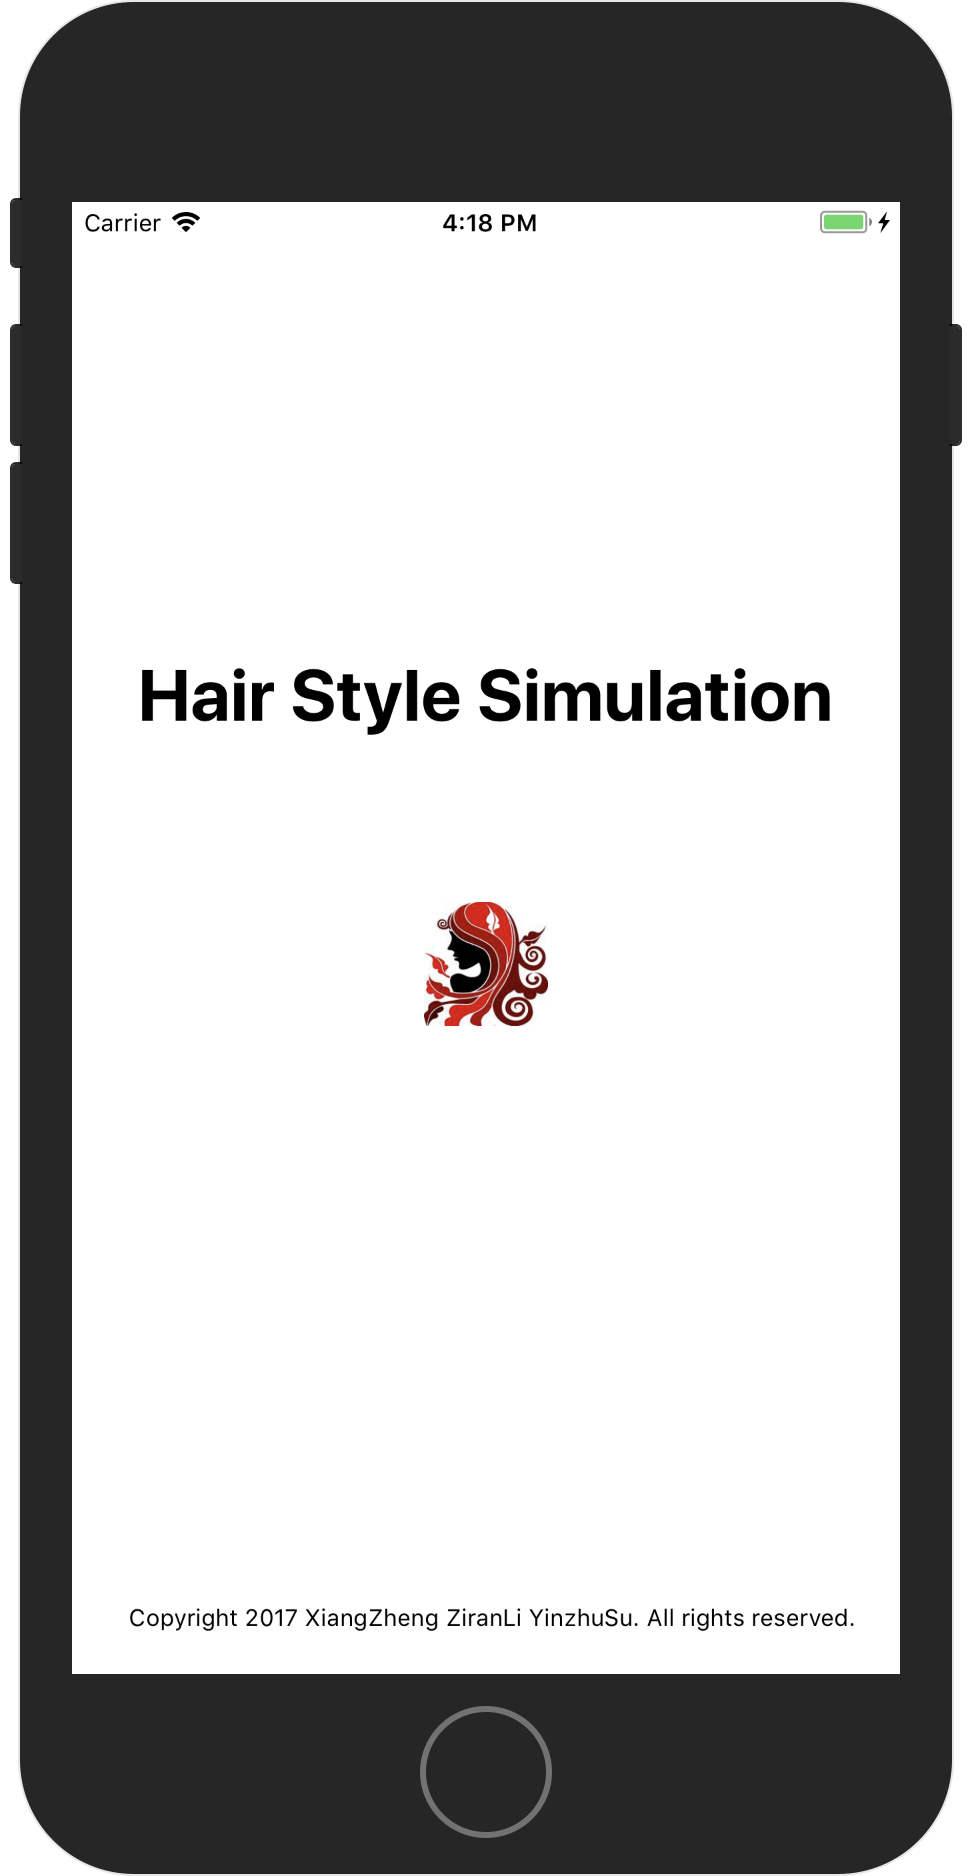 Carrier 4:18 PM
Hair Style Simulation
Copyright 2017 XiangZheng ZiranLi YinzhuSu. All rights reserved.